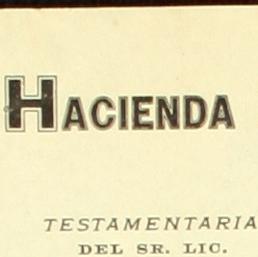 HACIENDA
TESTAMENTARIA
DEL SR. LIC.